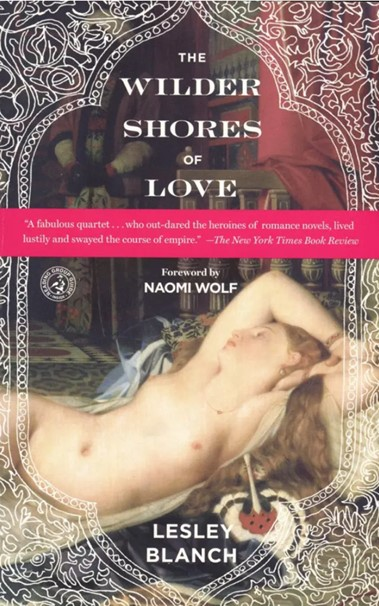 THE
WILDER
SHORES
OF
LOVE
“A fabulous quartet . . . who out-dared the heroines of romance novels, lived
lustily and swayed the course of empire.” —The New York Times Book Review
Foreword by
NAOMI WOLF
LESLEY
BLANCH